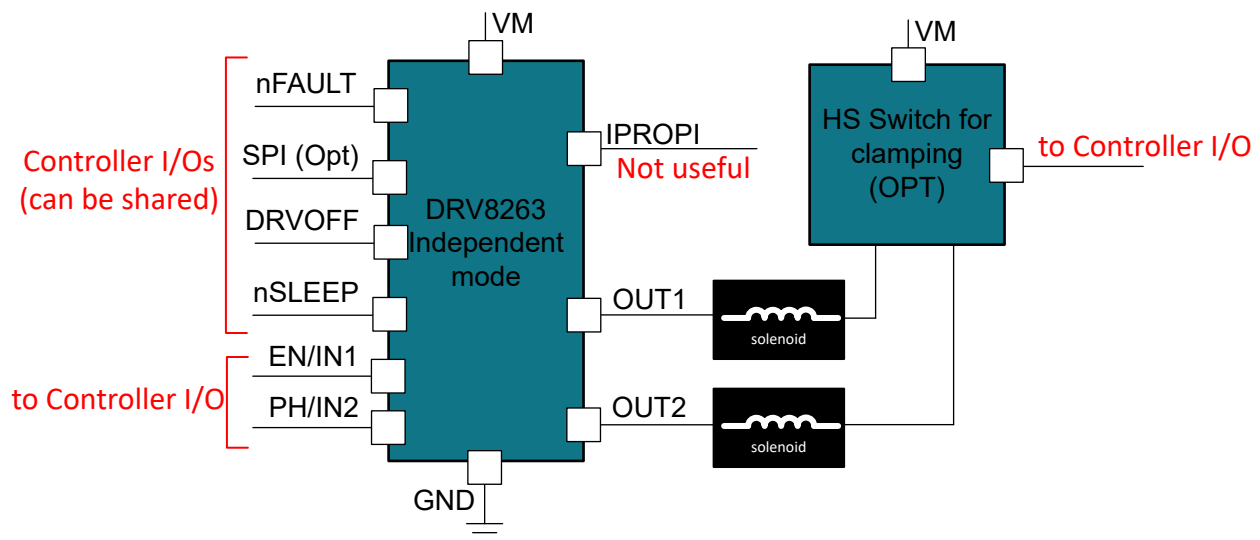 VM
nFAULT
SPI (Opt)
DRVOFF
nSLEEP
Controller I/Os
(can be shared)
EN/IN1
PH/IN2
to Controller I/O
DRV8263
Independent
mode
GND
IPROPI
Not useful
OUT1
OUT2
solenoid
solenoid
VM
HS Switch for
clamping
(OPT)
to Controller I/O